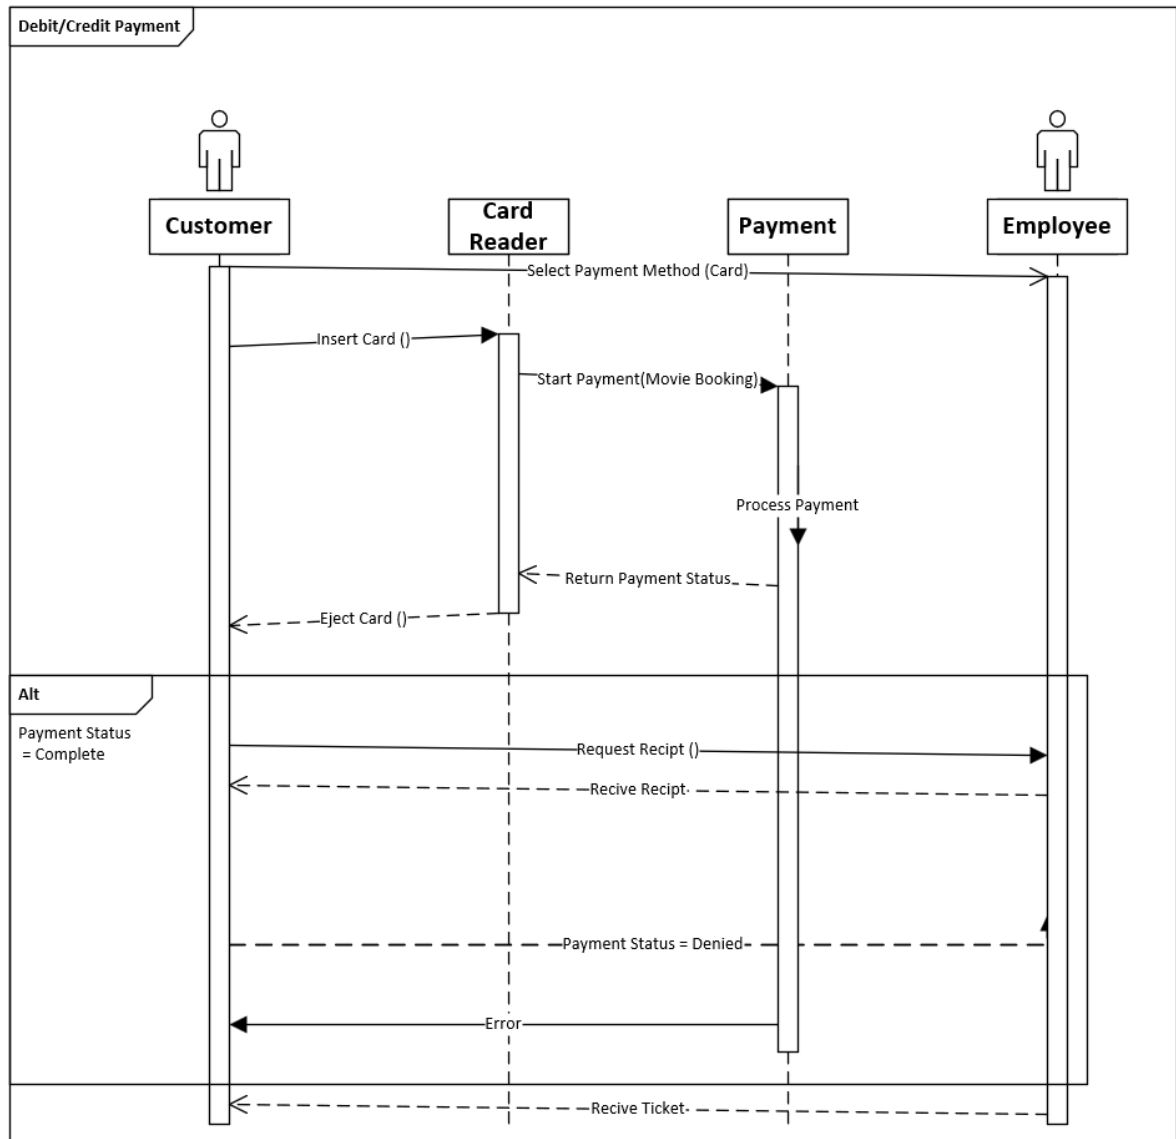 Debit/Credit Payment
Customer
Card
Reader
Payment
Employee
Select Payment Method (Card)
Insert Card ()
Start Payment(Movie Booking)
Process Payment
Return Payment Status
Eject Card ()
Alt
Payment Status
= Complete
Request Recipt ()
Recive Recipt
Payment Status = Denied
Error
Recive Ticket